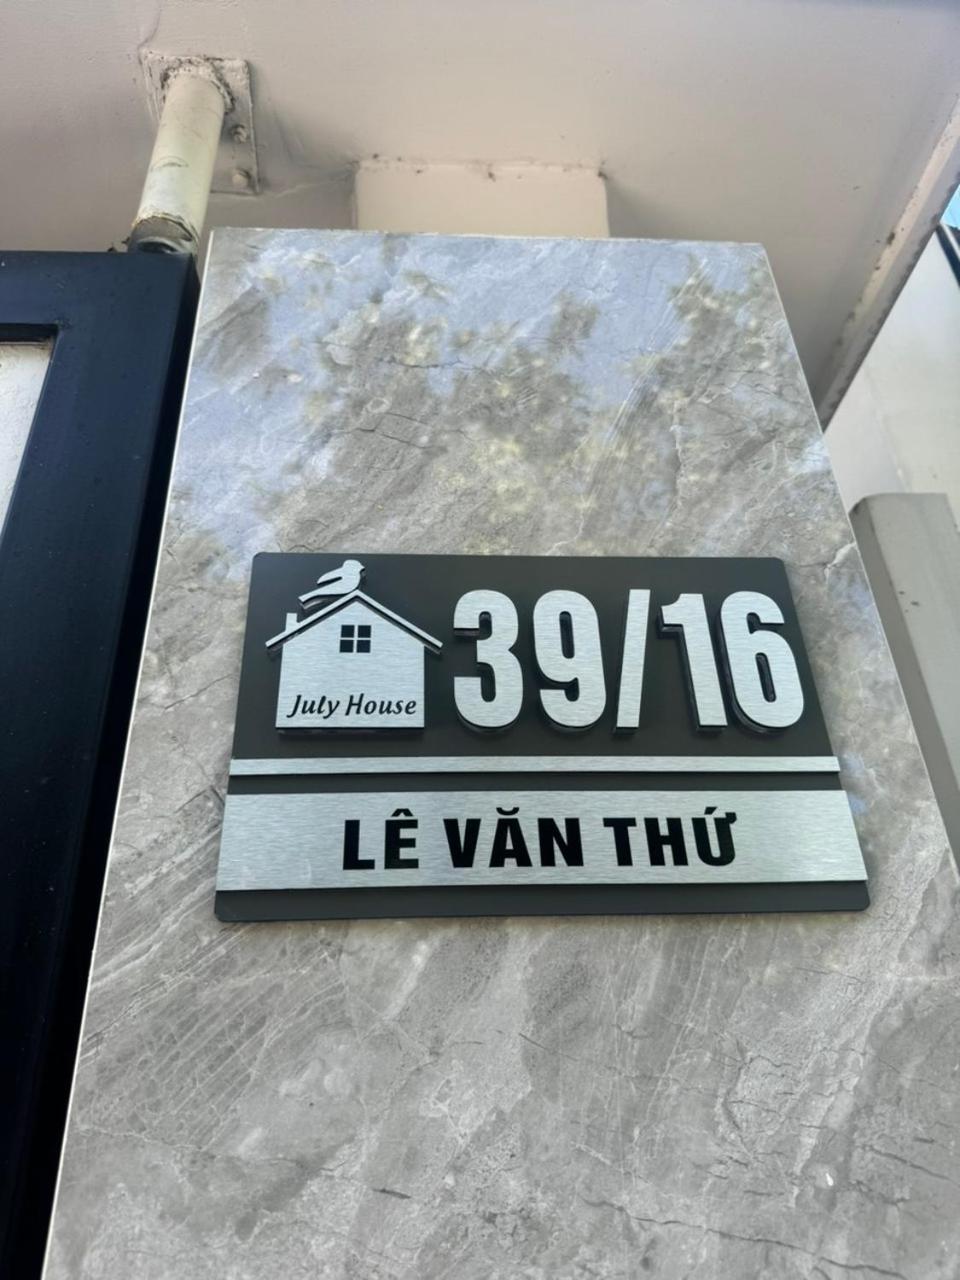 July House
39/16
LÊ VĂN THỨ